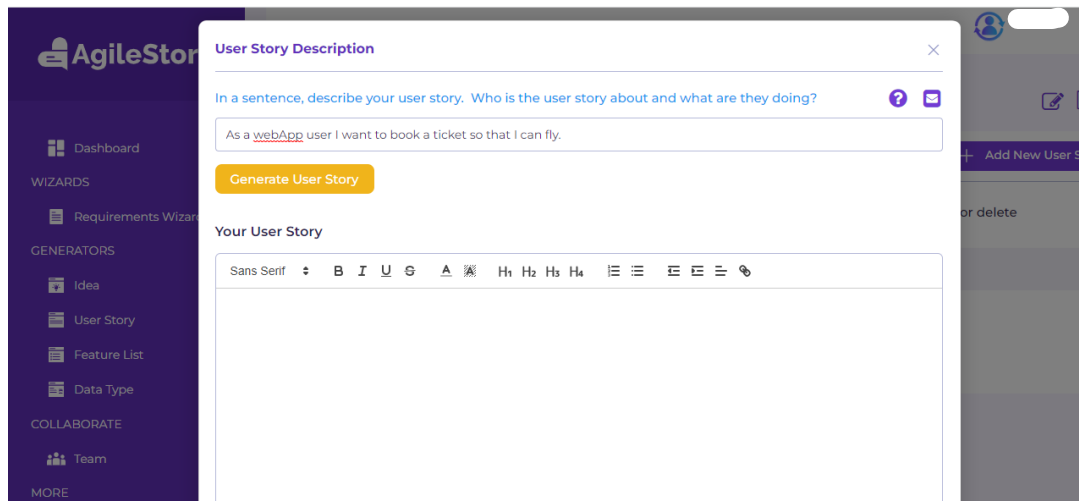 AgileStor
Dashboard
WIZARDS
Requirements Wizar
GENERATORS
Idea
User Story
Feature List
Data Type
COLLABORATE
Team
MORE
User Story Description
In a sentence, describe your user story. Who is the user story about and what are they doing?
As a webApp user I want to book a ticket so that I can fly.
Generate User Story
Your User Story
Sans Serif B I U S A A H1 H2 H3 H4
+ Add New User S
or delete